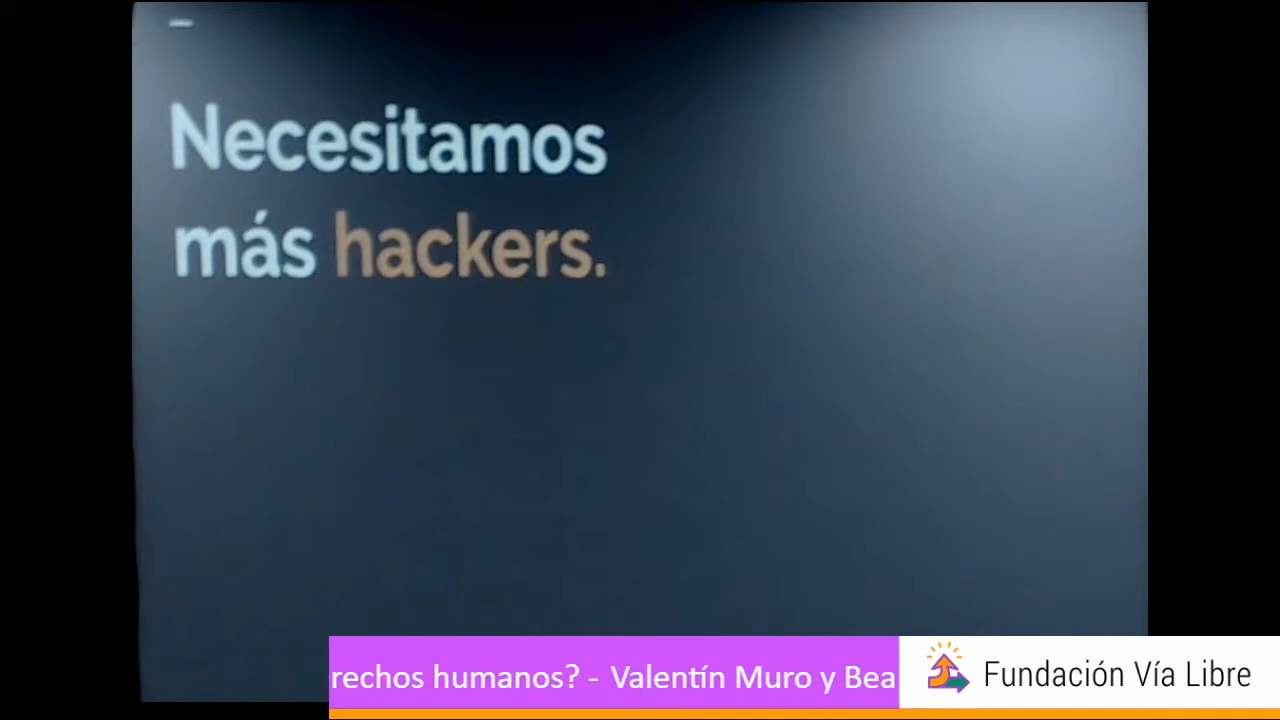 Necesitamos
más hackers.
rechos humanos? - Valentín Muro y Bea
Fundación Vía Libre